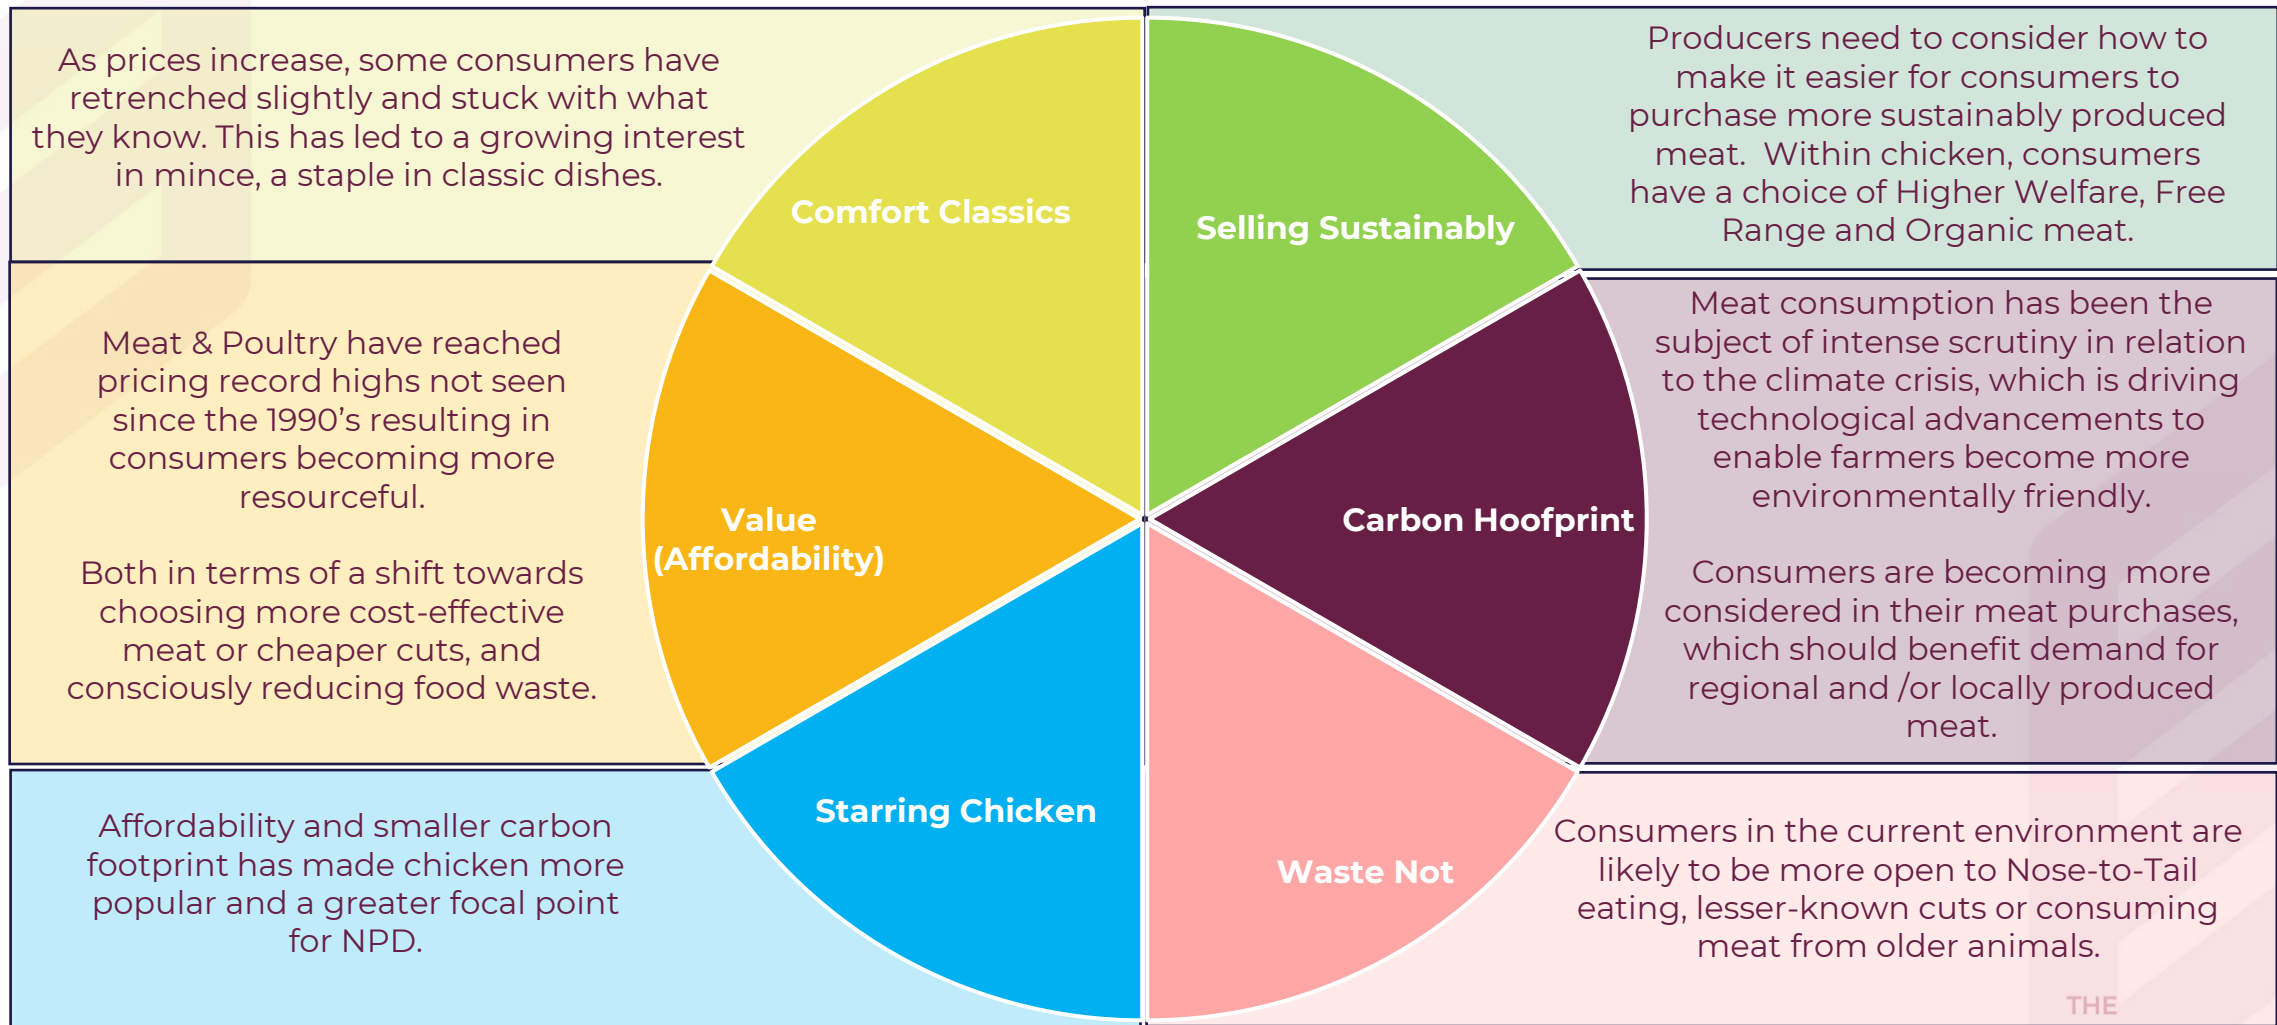 As prices increase, some consumers have
retrenched slightly and stuck with what
they know. This has led to a growing interest
in mince, a staple in classic dishes.
Comfort Classics
Selling Sustainably
Producers need to consider how to
make it easier for consumers to
purchase more sustainably produced
meat.  Within chicken, consumers
have a choice of Higher Welfare, Free
Range and Organic meat.
Meat & Poultry have reached
pricing record highs not seen
since the 1990’s resulting in
consumers becoming more
resourceful.
Both in terms of a shift towards
choosing more cost-effective
meat or cheaper cuts, and
consciously reducing food waste.
Value
(Affordability)
Carbon Hoofprint
Meat consumption has been the
subject of intense scrutiny in relation
to the climate crisis, which is driving
technological advancements to
enable farmers become more
environmentally friendly.
Consumers are becoming  more
considered in their meat purchases,
which should benefit demand for
regional and /or locally produced
meat.
Affordability and smaller carbon
footprint has made chicken more
popular and a greater focal point
for NPD.
Starring Chicken
Waste Not
Consumers in the current environment are
likely to be more open to Nose-to-Tail
eating, lesser-known cuts or consuming
meat from older animals.
THE